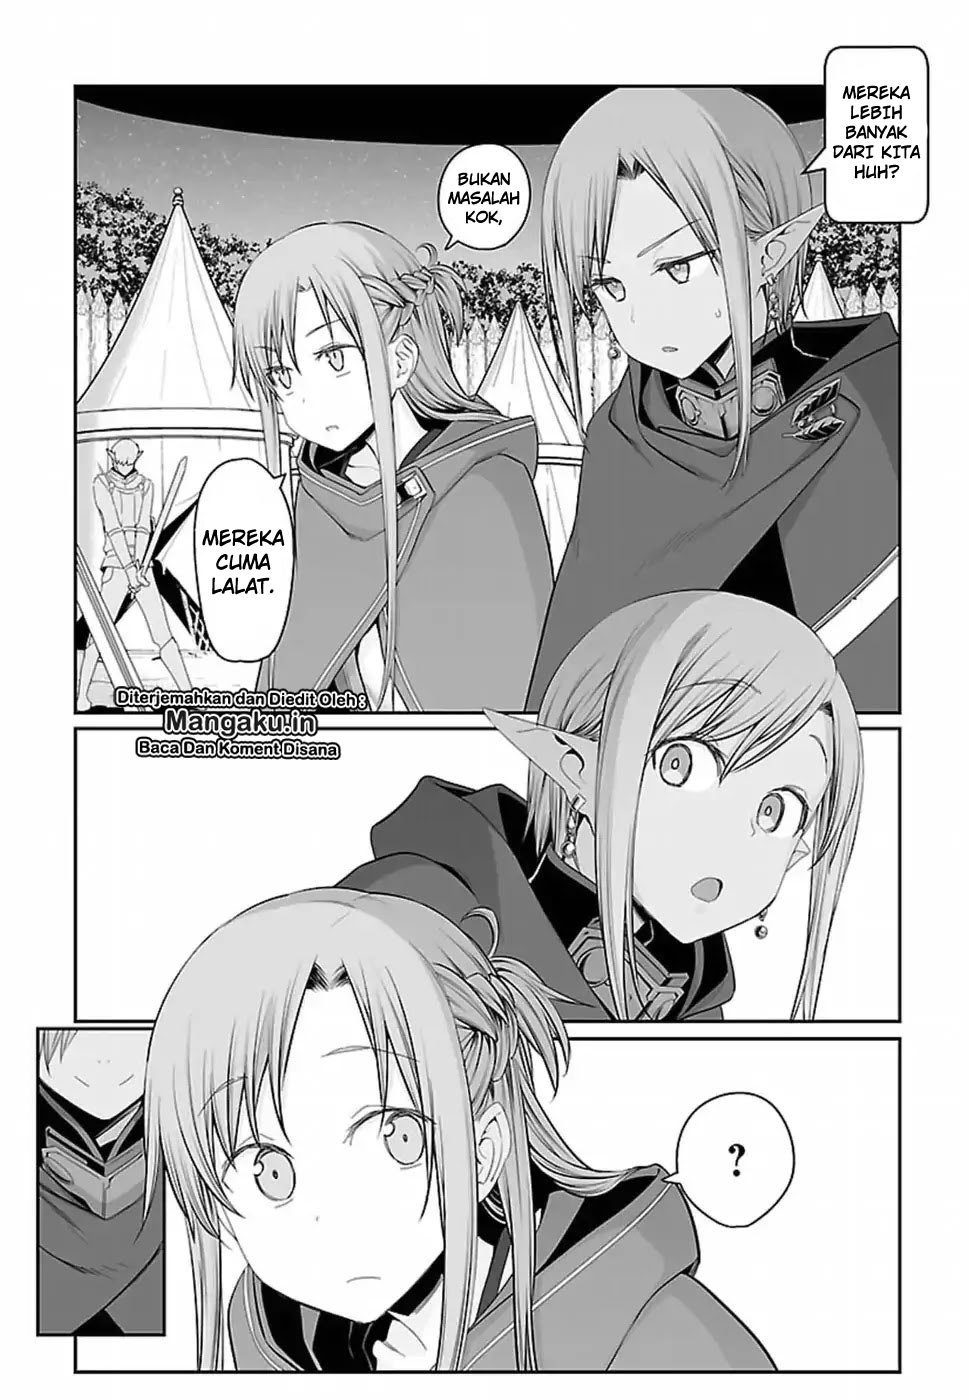 MEREKA
LEBIH
BANYAK
DARI KITA
HUH?
BUKAN
MASALAH
KOK,
MEREKA
CUMA
LALAT.
Diterjemahkan dan Diedit Oleh :
Mangaku.in
Baca Dan Koment Disana
?